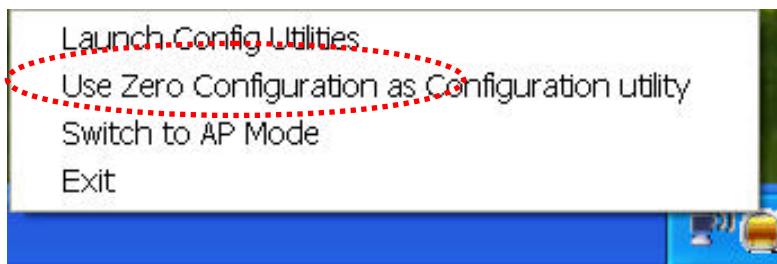 Launch Config Utilities
Use Zero Configuration as Configuration utility
Switch to AP Mode
Exit